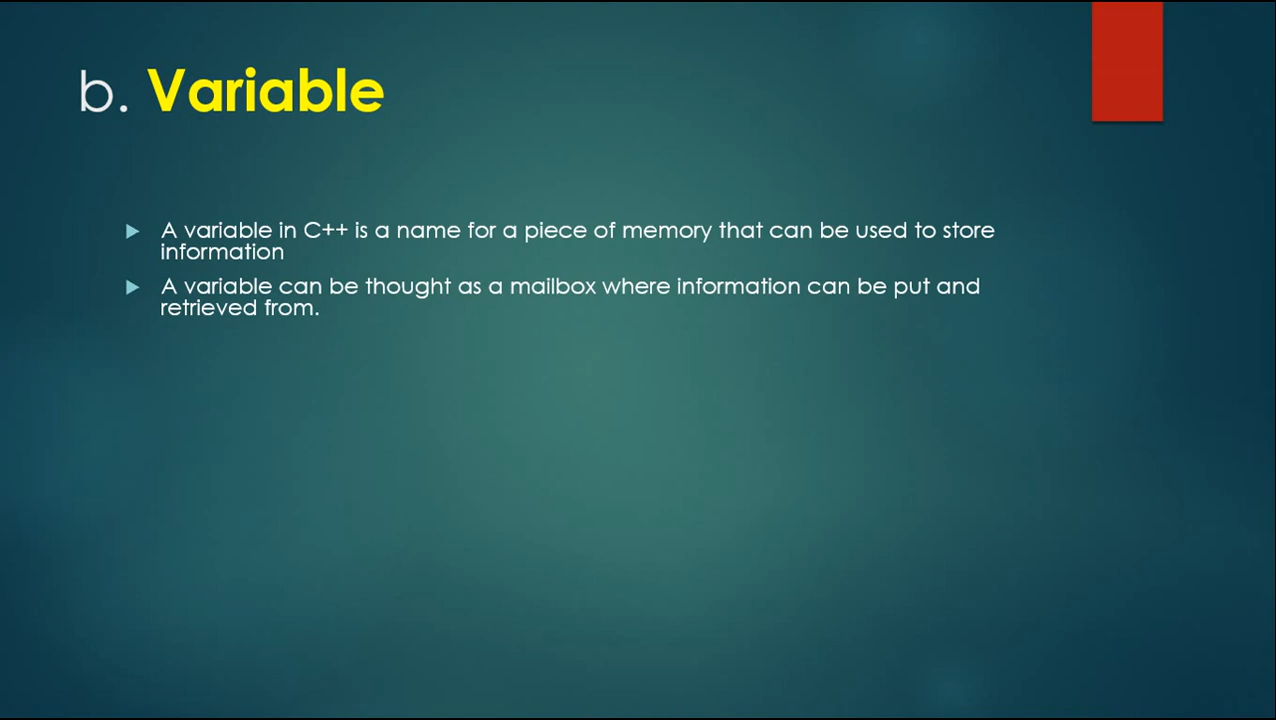 b. Variable
A variable in C++ is a name for a piece of memory that can be used to store
information
A variable can be thought as a mailbox where information can be put and
retrieved from.